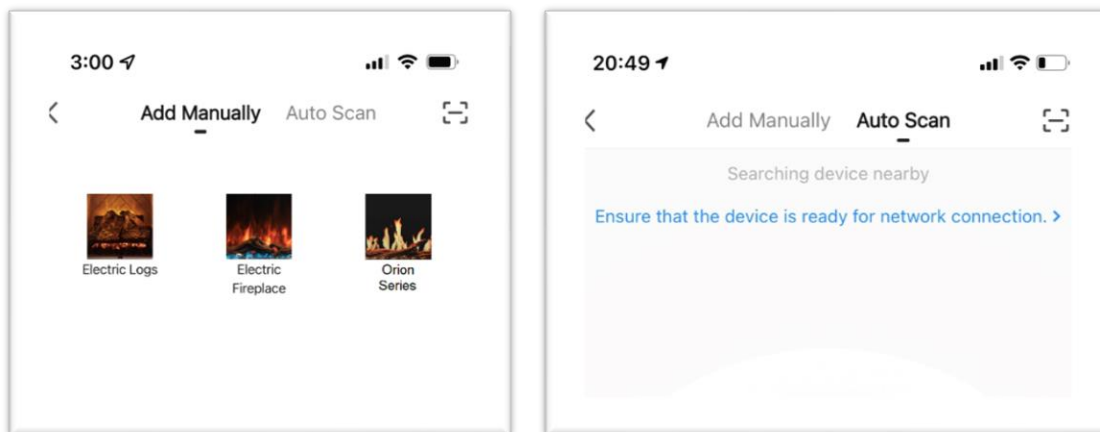 3:00
Add Manually Auto Scan
Electric Logs
Electric
Fireplace
Orion
Series
20:49
Add Manually Auto Scan
Searching device nearby
Ensure that the device is ready for network connection. >